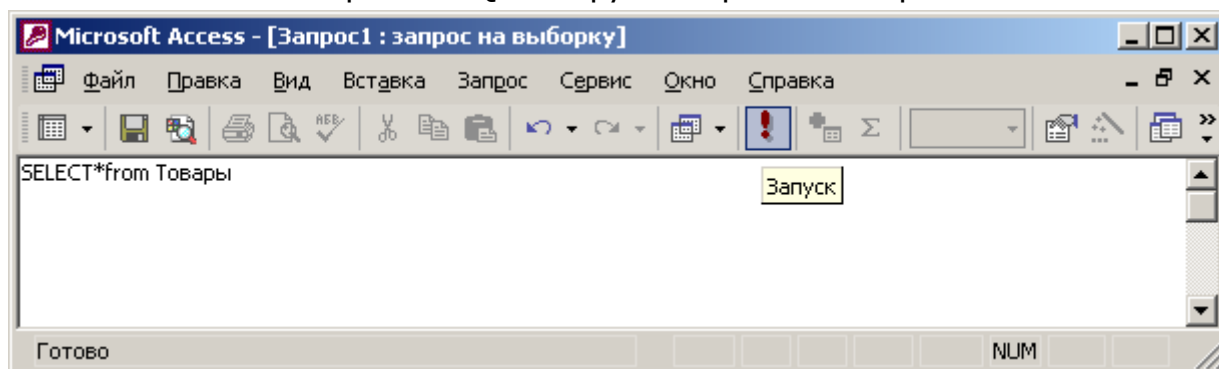 Microsoft Access - [Запрос1 : запрос на выборку]
Файл Правка Вид Вставка Запрос Сервис Окно Справка
SELECT*from Товары
Запуск
Готово NUM